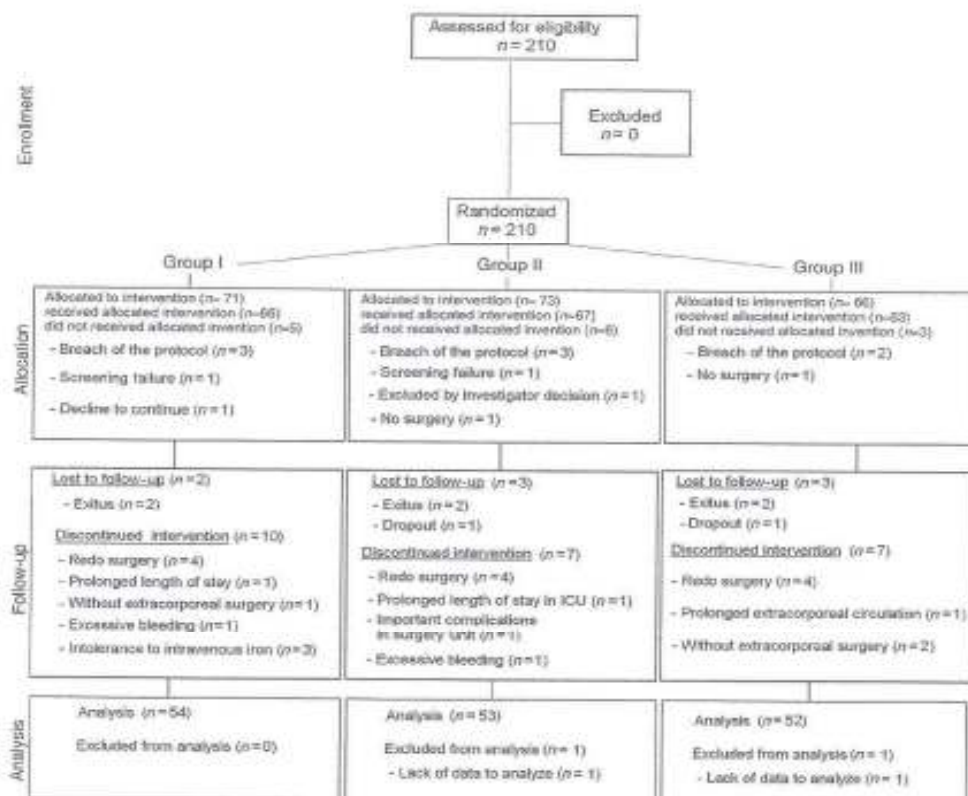 Assessed for eligibility
n = 210
Enrollment
Excluded
n = 0
Randomized
n = 210
Group I
Group II
Group III
Allocation
Allocated to intervention (n= 71)
received allocated intervention (n=66)
did not received allocated invention (n=5)
- Breach of the protocol (n=3)
- Screening failure (n=1)
- Decline to continue (n=1)
Allocated to intervention (n= 73)
received allocated intervention (n=67)
did not received allocated invention (n=6)
- Breach of the protocol (n=3)
- Screening failure (n=1)
- Excluded by investigator decision (n=1)
- No surgery (n=1)
Allocated to intervention (n= 66)
received allocated intervention (n=63)
did not received allocated invention (n=3)
- Breach of the protocol (n=2)
- No surgery (n=1)
Follow-up
Lost to follow-up (n=2)
- Exitus (n=2)
Discontinued intervention (n=10)
- Redo surgery (n=4)
- Prolonged length of stay (n=1)
- Without extracorporeal surgery (n=1)
- Excessive bleeding (n=1)
- Intolerance to intravenous iron (n=3)
Lost to follow-up (n=3)
- Exitus (n=2)
- Dropout (n=1)
Discontinued intervention (n=7)
- Redo surgery (n=4)
- Prolonged length of stay in ICU (n=1)
- Important complications
in surgery unit (n=1)
- Excessive bleeding (n=1)
Lost to follow-up (n=3)
- Exitus (n=2)
- Dropout (n=1)
Discontinued intervention (n=7)
- Redo surgery (n=4)
- Prolonged extracorporeal circulation (n=1)
- Without extracorporeal surgery (n=2)
Analysis
Analysis (n=54)
Excluded from analysis (n=0)
Analysis (n=53)
Excluded from analysis (n= 1)
- Lack of data to analyze (n=1)
Analysis (n=52)
Excluded from analysis (n= 1)
- Lack of data to analyze (n=1)